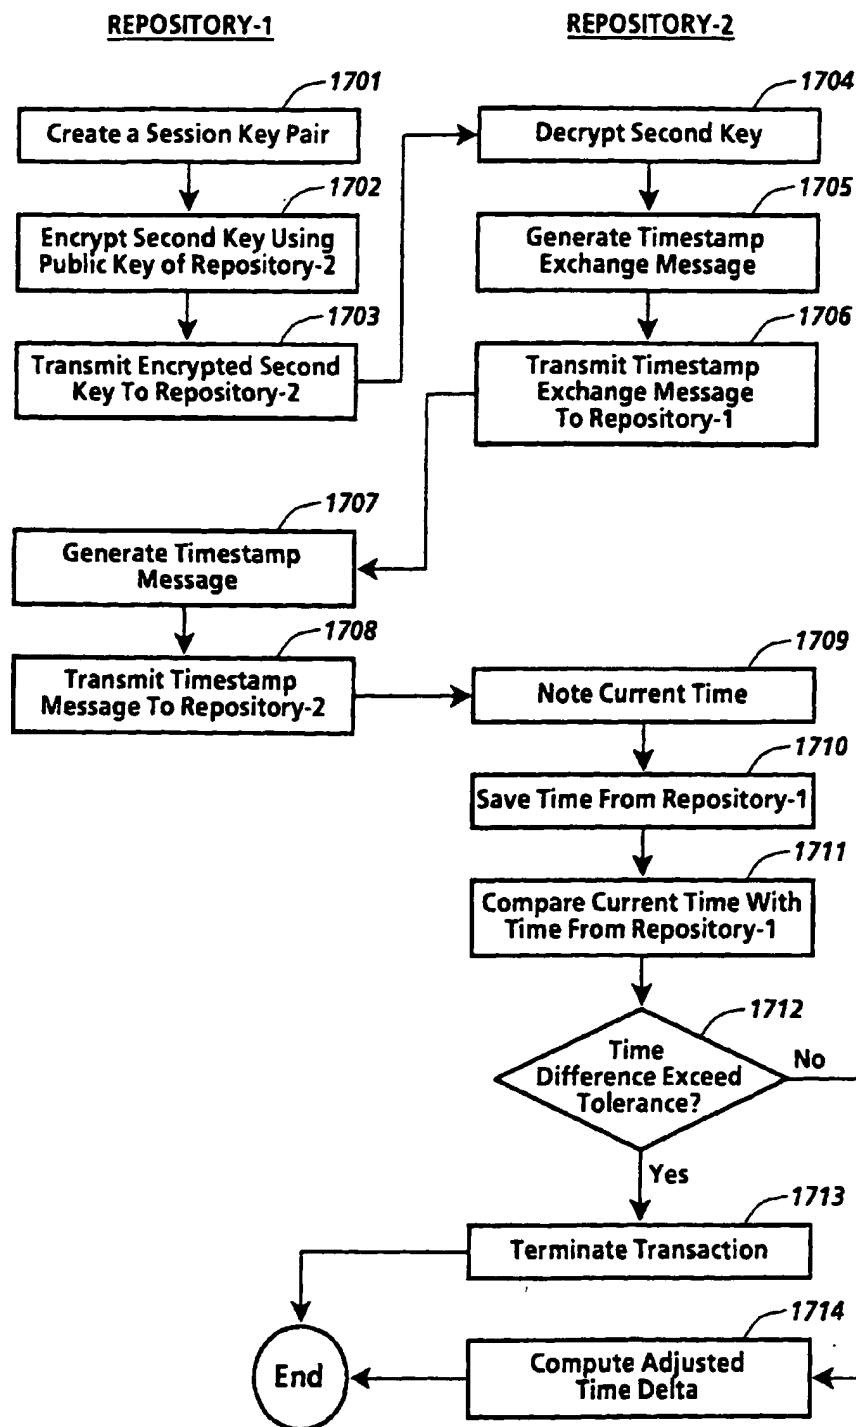 REPOSITORY-1
REPOSITORY-2
1701
Create a Session Key Pair
1702
Encrypt Second Key Using
Public Key of Repository-2
1703
Transmit Encrypted Second
Key To Repository-2
1704
Decrypt Second Key
1705
Generate Timestamp
Exchange Message
1706
Transmit Timestamp
Exchange Message
To Repository-1
1707
Generate Timestamp
Message
1708
Transmit Timestamp
Message To Repository-2
1709
Note Current Time
1710
Save Time From Repository-1
1711
Compare Current Time With
Time From Repository-1
1712
Time
Difference Exceed
Tolerance?
No
Yes
1713
Terminate Transaction
1714
Compute Adjusted
Time Delta
End